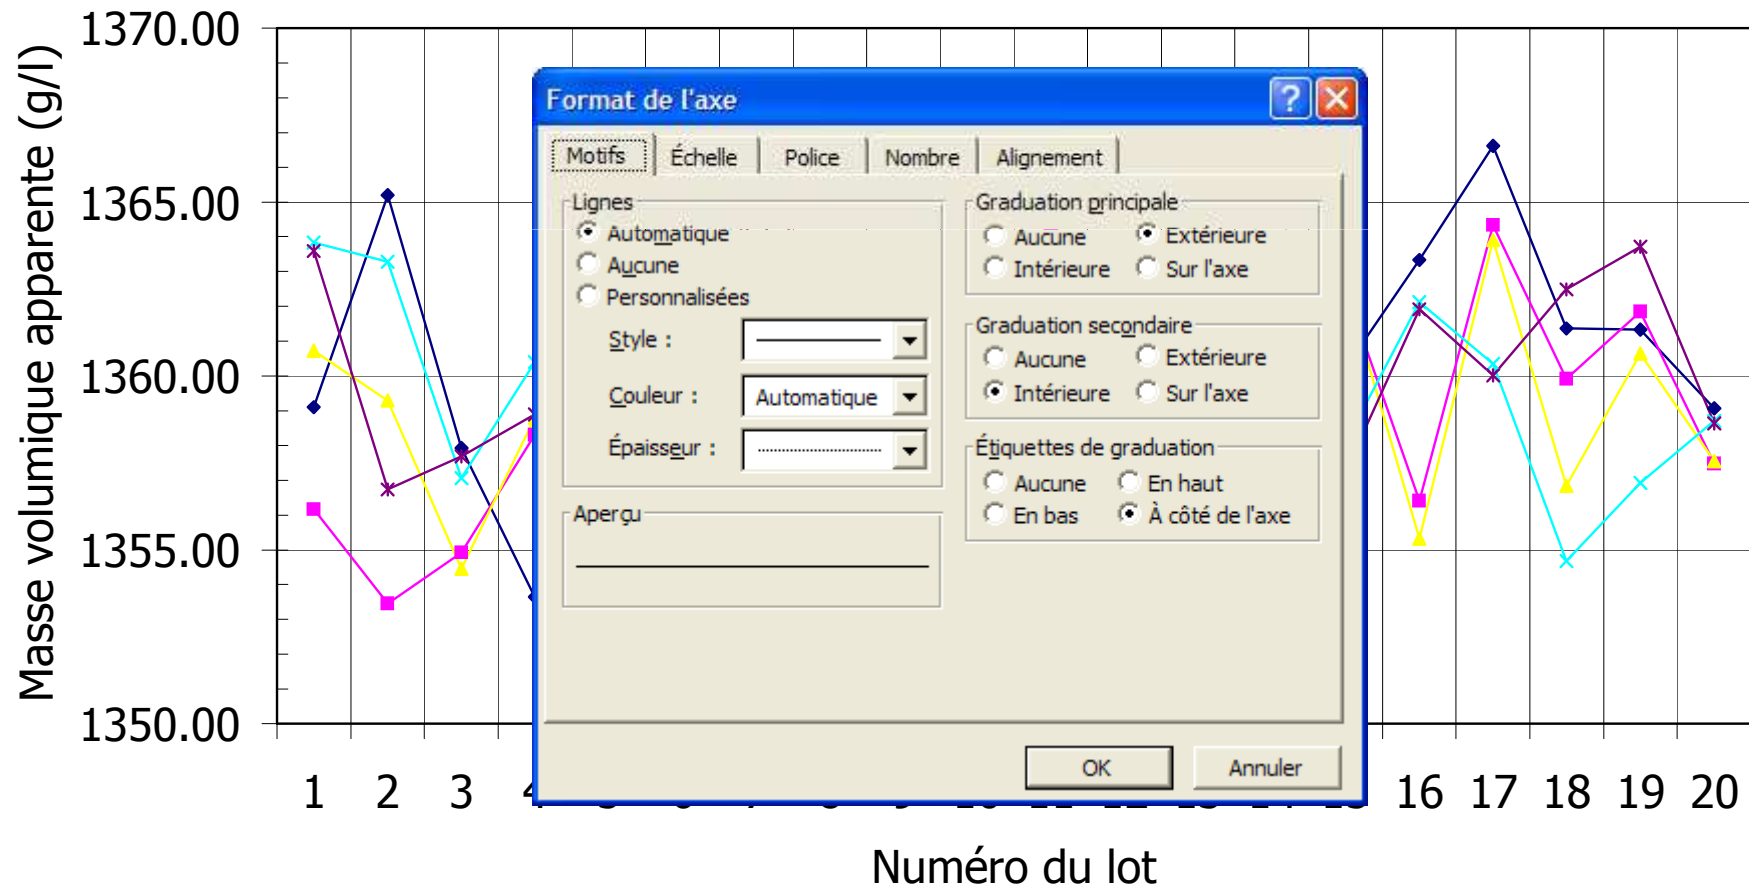 1370.00
1365.00
1360.00
1355.00
1350.00
Masse volumique apparente (g/l)
Format de l'axe
Motifs Échelle Police Nombre Alignement
Lignes
Automatique
Aucune
Personnalisées
Style :
Couleur : Automatique
Épaisseur :
Aperçu
Graduation principale
Aucune Extérieure
Intérieure Sur l'axe
Graduation secondaire
Aucune Extérieure
Intérieure Sur l'axe
Étiquettes de graduation
Aucune En haut
En bas À côté de l'axe
OK Annuler
1 2 3 16 17 18 19 20
Numéro du lot